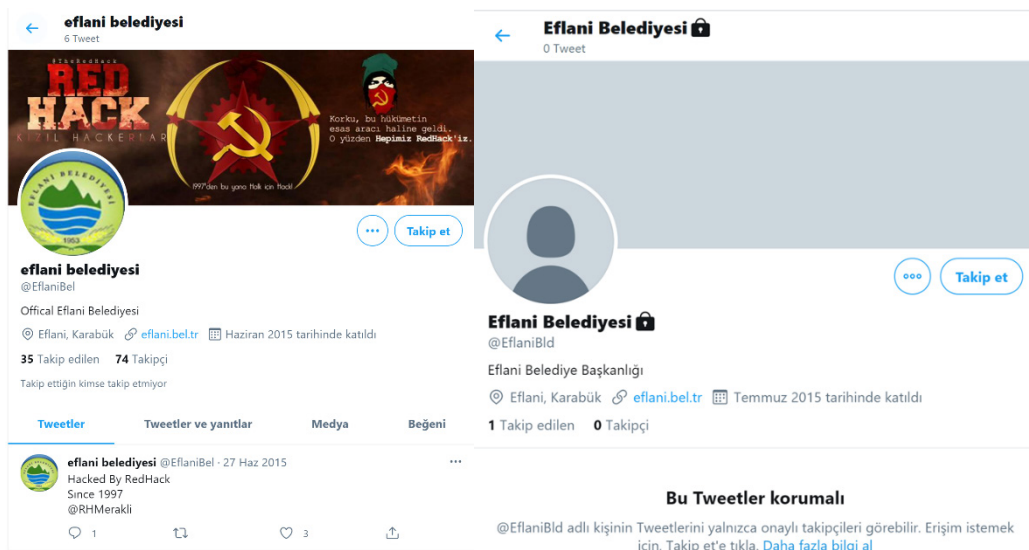 eflani belediyesi
6 Tweet
#TheRedHack
RED
HACK
KIZIL HACKERLAR
Korku, bu hükümetin
esas aracı haline geldi.
O yüzden Hepimiz RedHack'iz.
1997'den bu yana Halk için Hack!
EFLANİ BELEDİYESİ
1953
Takip et
eflani belediyesi
@EflaniBel
Offical Eflani Belediyesi
Eflani, Karabük eflani.bel.tr Haziran 2015 tarihinde katıldı
35 Takip edilen 74 Takipçi
Takip ettiğin kimse takip etmiyor
Tweetler Tweetler ve yanıtlar Medya Beğeni
eflani belediyesi @EflaniBel · 27 Haz 2015
Hacked By RedHack
Since 1997
@RHMerakli
1 3
Eflani Belediyesi
0 Tweet
Takip et
Eflani Belediyesi
@EflaniBld
Eflani Belediye Başkanlığı
Eflani, Karabük eflani.bel.tr Temmuz 2015 tarihinde katıldı
1 Takip edilen 0 Takipçi
Bu Tweetler korumalı
@EflaniBld adlı kişinin Tweetlerini yalnızca onaylı takipçileri görebilir. Erişim istemek
için, Takip et'e tıkla. Daha fazla bilgi al